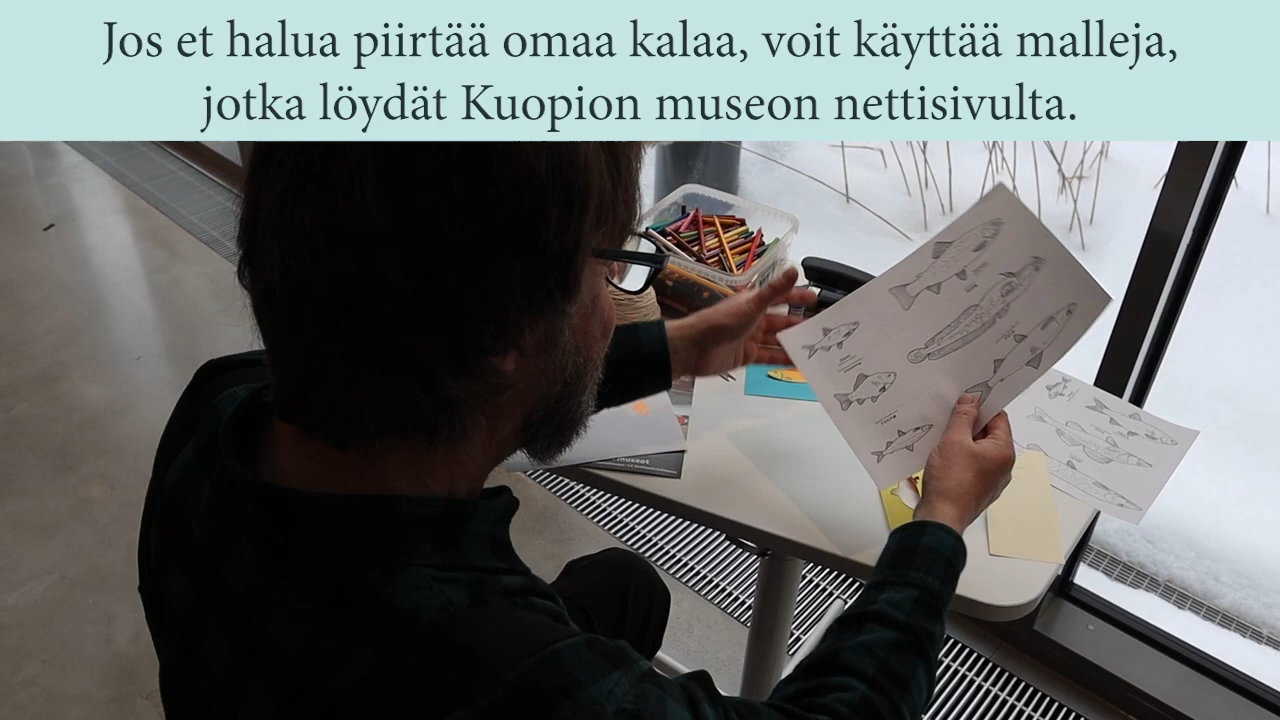 Jos et halua piirtää omaa kalaa, voit käyttää malleja,
jotka löydät Kuopion museon nettisivulta.